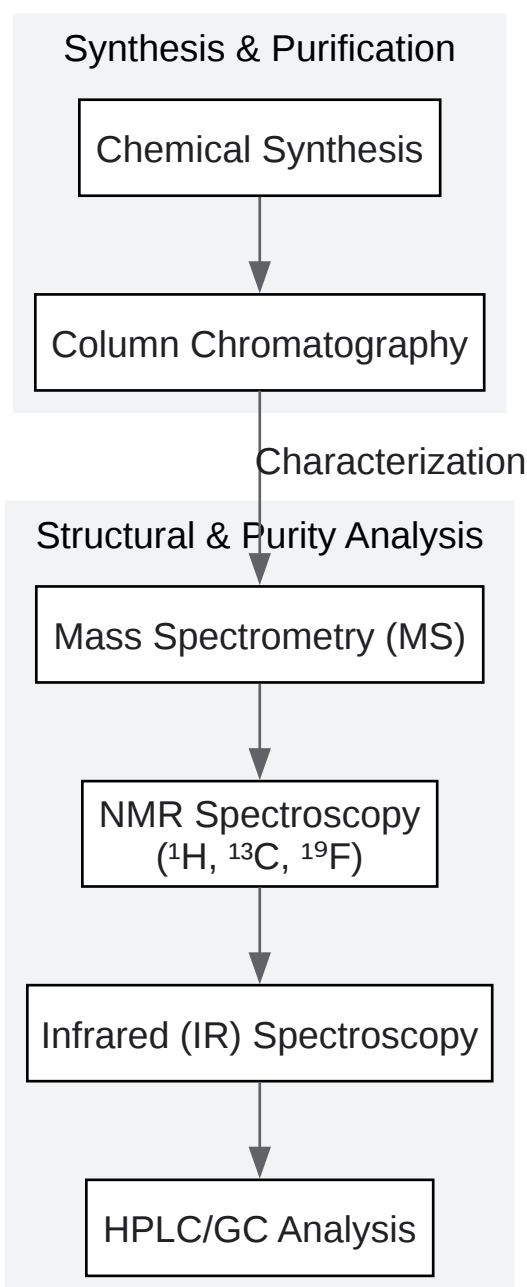 Synthesis & Purification
Chemical Synthesis
Column Chromatography
Characterization
Structural & Purity Analysis
Mass Spectrometry (MS)
NMR Spectroscopy
(¹H, ¹³C, ¹⁹F)
Infrared (IR) Spectroscopy
HPLC/GC Analysis